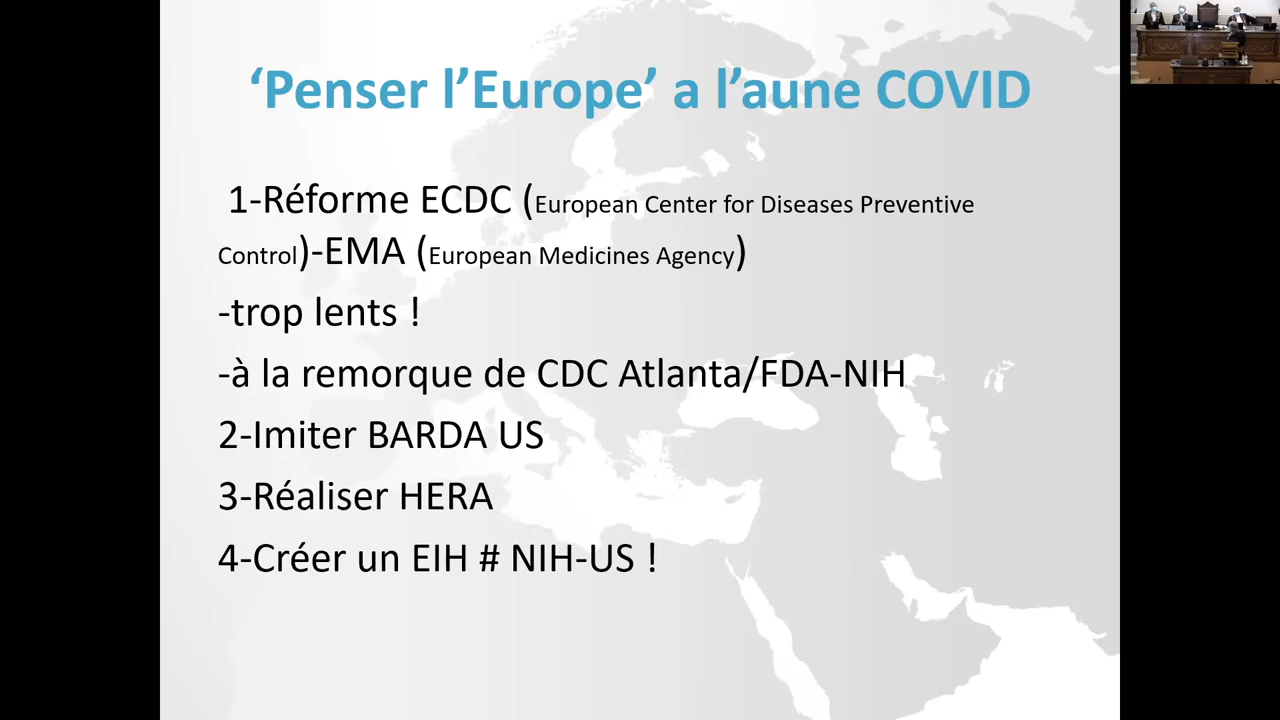 ‘Penser l’Europe’ a l’aune COVID
1-Réforme ECDC (European Center for Diseases Preventive
Control)-EMA (European Medicines Agency)
-trop lents !
-à la remorque de CDC Atlanta/FDA-NIH
2-Imiter BARDA US
3-Réaliser HERA
4-Créer un EIH # NIH-US !